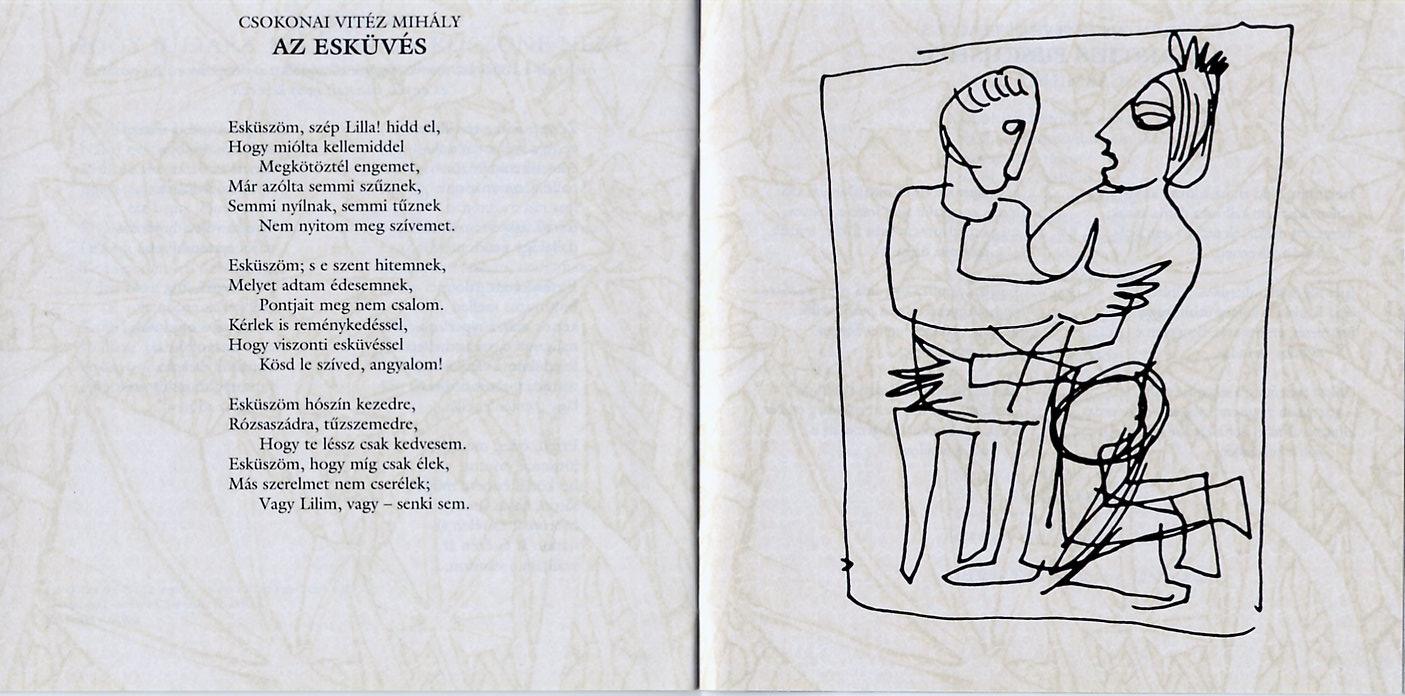 CSOKONAI VITÉZ MIHÁLY
AZ ESKÜVÉS
Esküszöm, szép Lilla! hidd el,
Hogy miólta kellemiddel
Megkötöztél engemet,
Már azólta semmi szűznek,
Semmi nyílnak, semmi tűznek
Nem nyitom meg szívemet.
Esküszöm; s e szent hitemnek,
Melyet adtam édesemnek,
Pontjait meg nem csalom.
Kérlek is reménykedéssel,
Hogy viszonti esküvéssel
Kösd le szíved, angyalom!
Esküszöm hószín kezedre,
Rózsaszádra, tűzszemedre,
Hogy te léssz csak kedvesem.
Esküszöm, hogy míg csak élek,
Más szerelmet nem cserélek;
Vagy Lilim, vagy – senki sem.